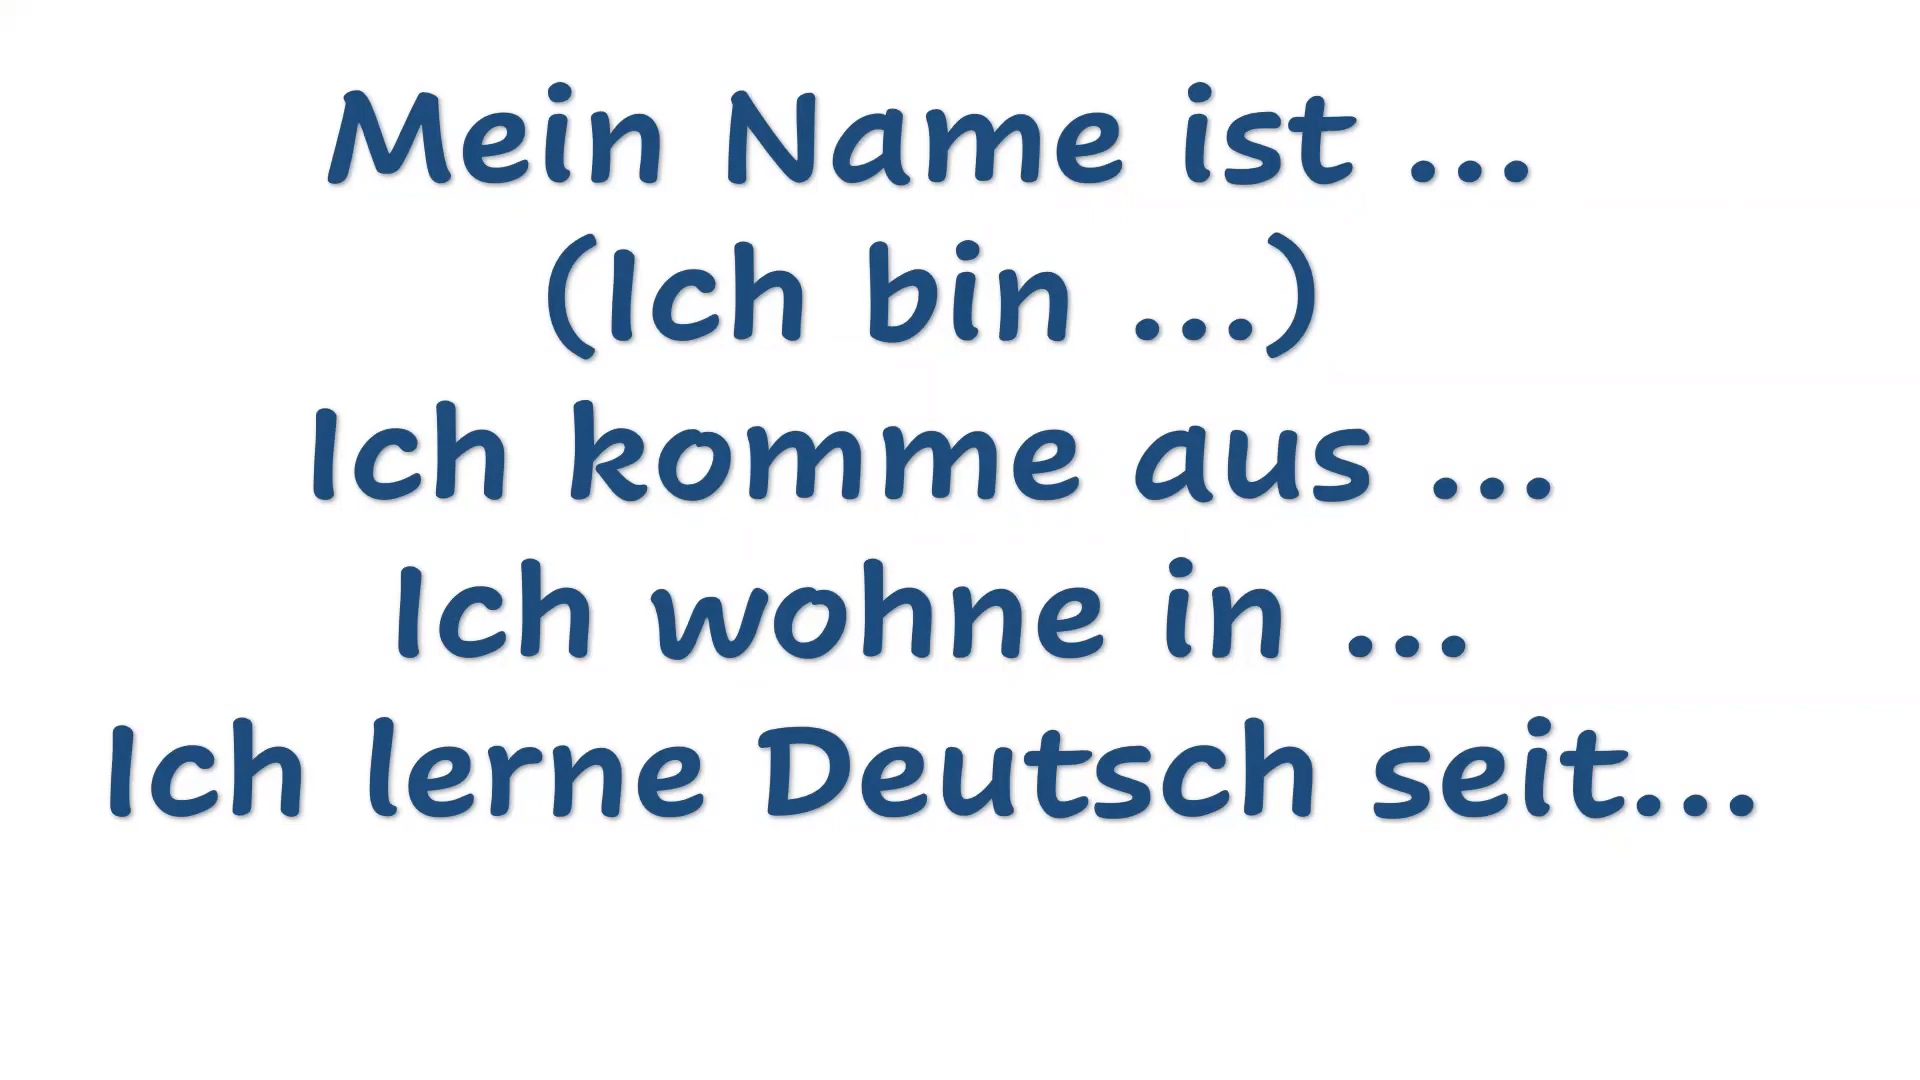 Mein Name ist ...
(Ich bin ...)
Ich komme aus ...
Ich wohne in ...
Ich lerne Deutsch seit...